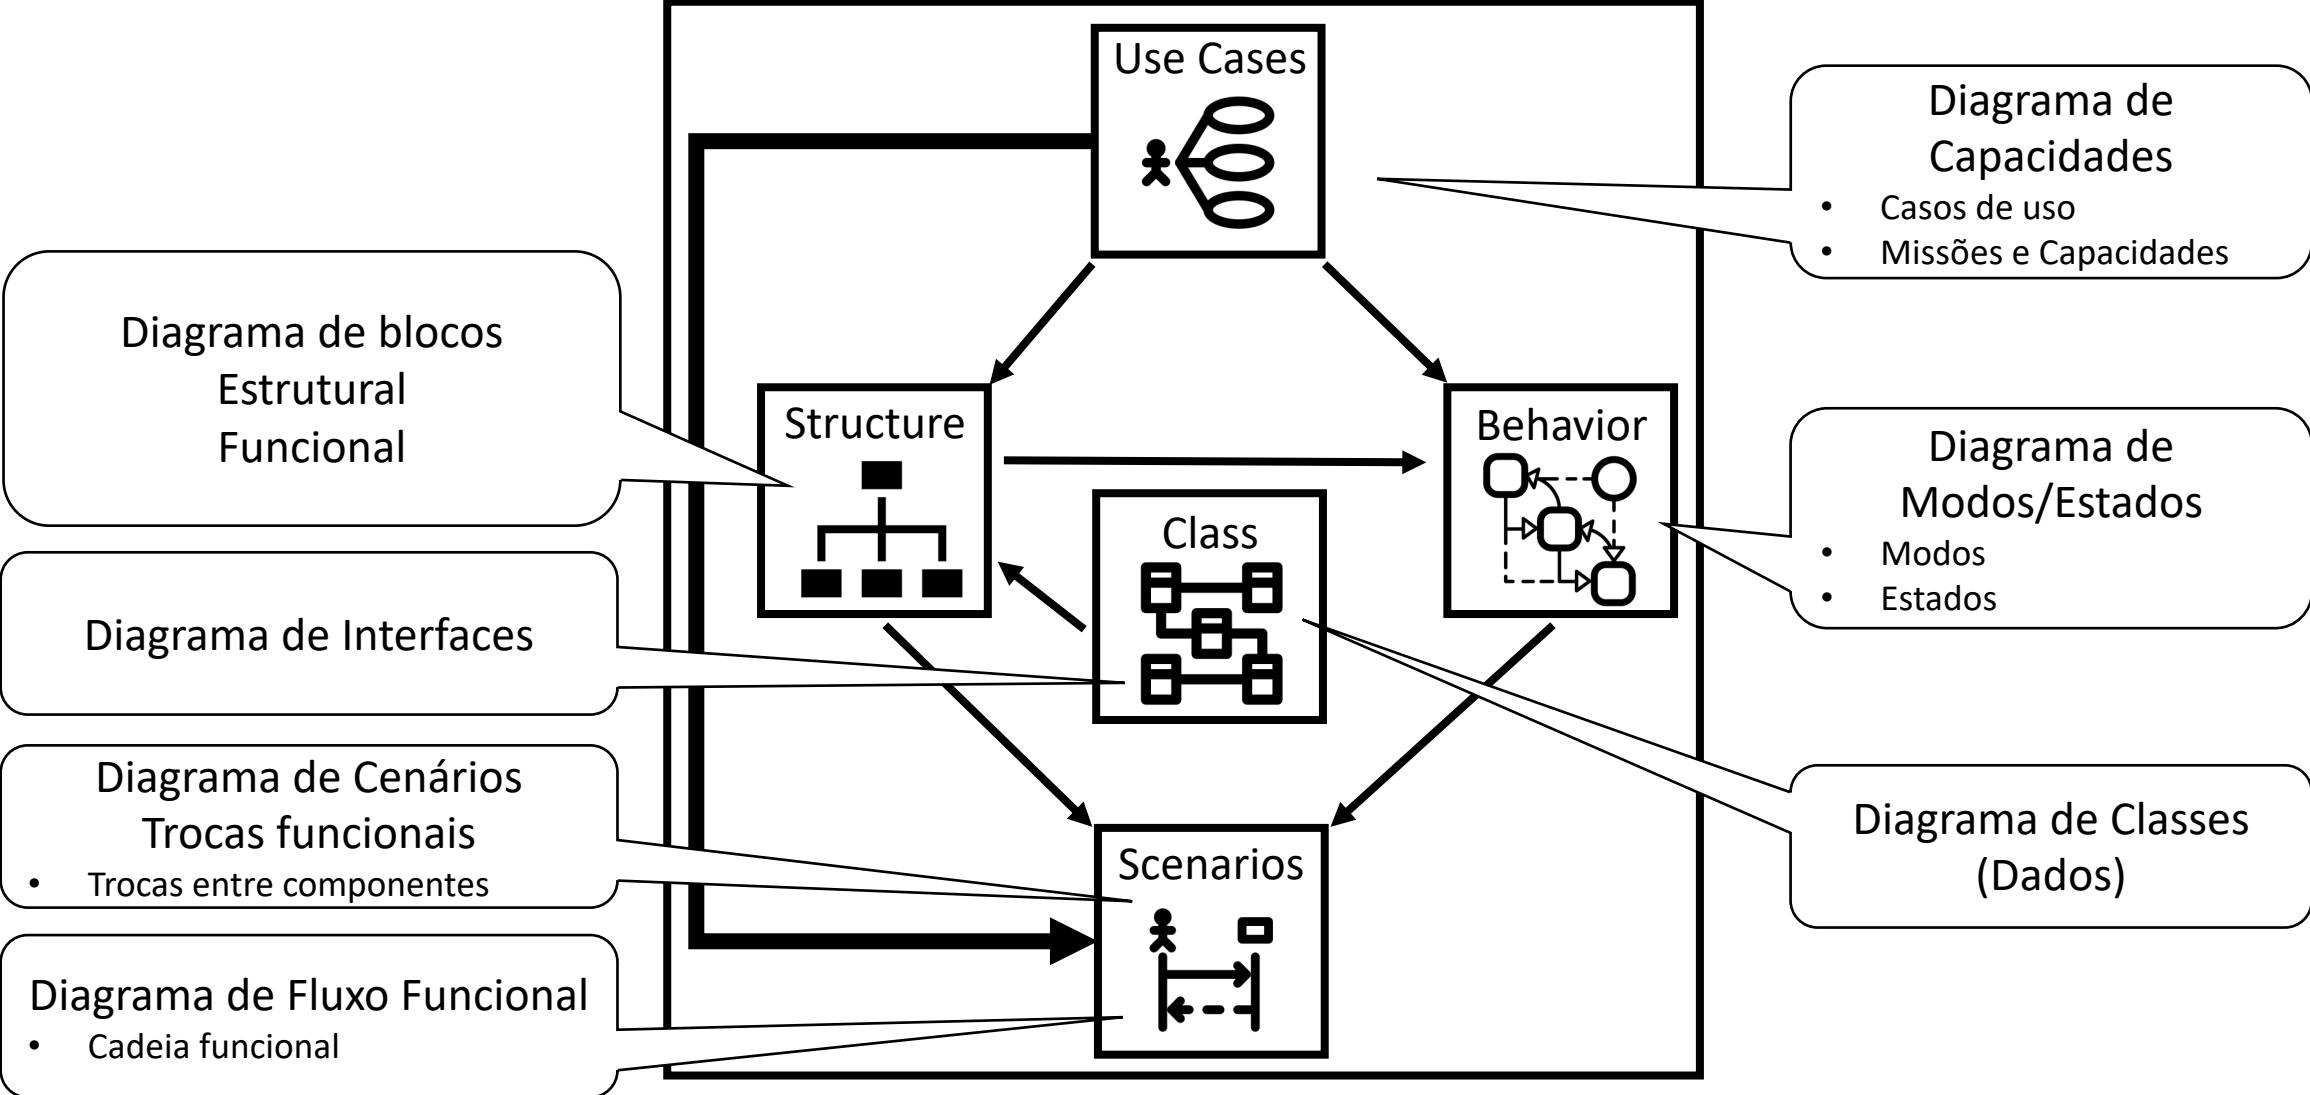 Use Cases
Diagrama de
Capacidades
• Casos de uso
• Missões e Capacidades
Diagrama de blocos
Estrutural
Funcional
Structure
Behavior
Diagrama de
Modos/Estados
• Modos
• Estados
Class
Diagrama de Interfaces
Diagrama de Cenários
Trocas funcionais
• Trocas entre componentes
Scenarios
Diagrama de Classes
(Dados)
Diagrama de Fluxo Funcional
• Cadeia funcional